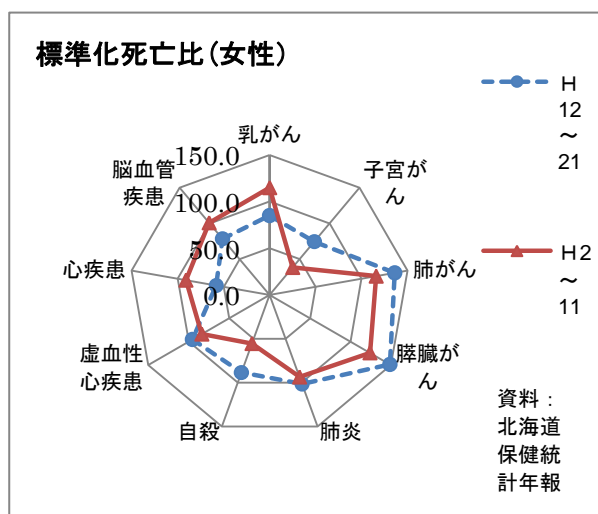 標準化死亡比(女性)
H
12
～
21
H2
～
11
乳がん
子宮が
ん
肺がん
膵臓が
ん
肺炎
自殺
虚血性
心疾患
心疾患
脳血管
疾患
150.0
100.0
50.0
0.0
資料：
北海道
保健統
計年報